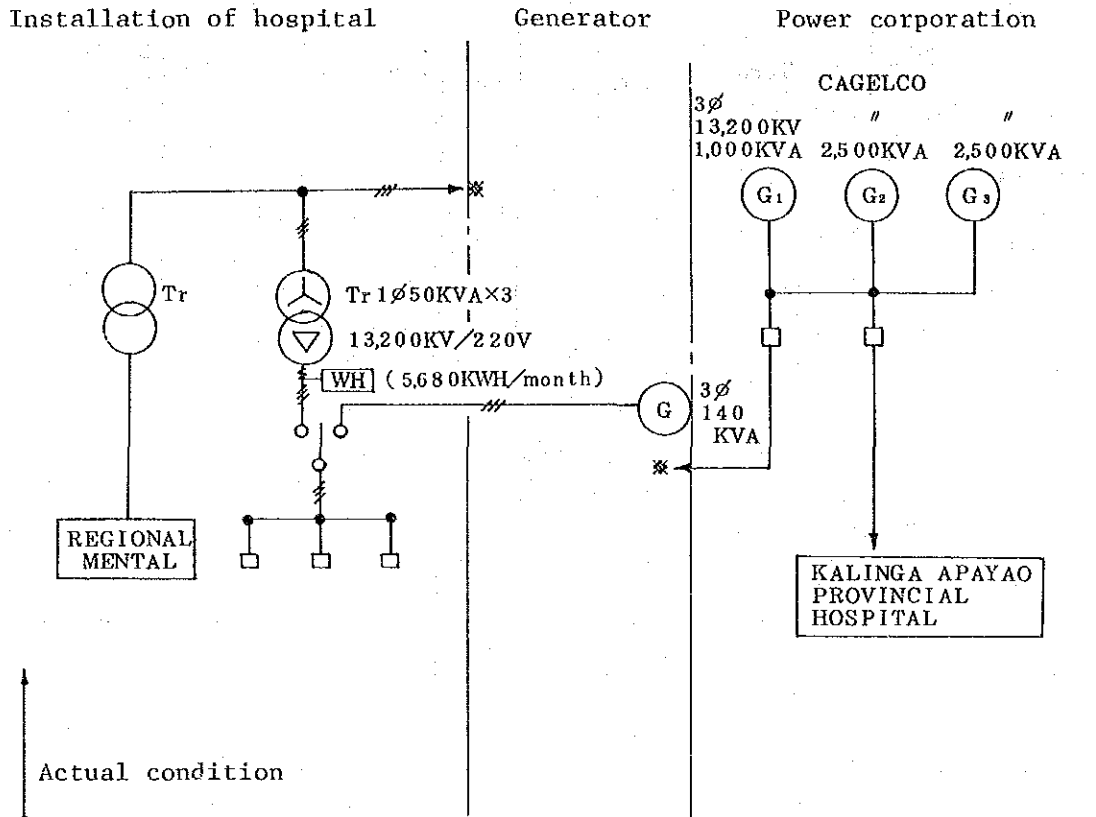 Installation of hospital
Generator
Power corporation
CAGELCO
3ø
13,200KV
1,000KVA
〃
2,500KVA
〃
2,500KVA
G1
G2
G3
※
Tr
Tr 1ø50KVA×3
13,200KV/220V
WH (5,680KWH/month)
G
3ø
140
KVA
※
REGIONAL
MENTAL
KALINGA APAYAO
PROVINCIAL
HOSPITAL
Actual condition